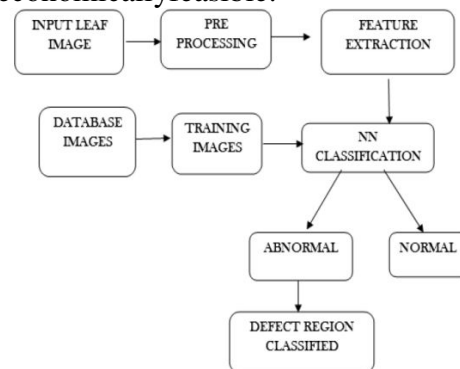 INPUT LEAF
IMAGE
PRE
PROCESSING
FEATURE
EXTRACTION
DATABASE
IMAGES
TRAINING
IMAGES
NN
CLASSIFICATION
ABNORMAL
NORMAL
DEFECT REGION
CLASSIFIED